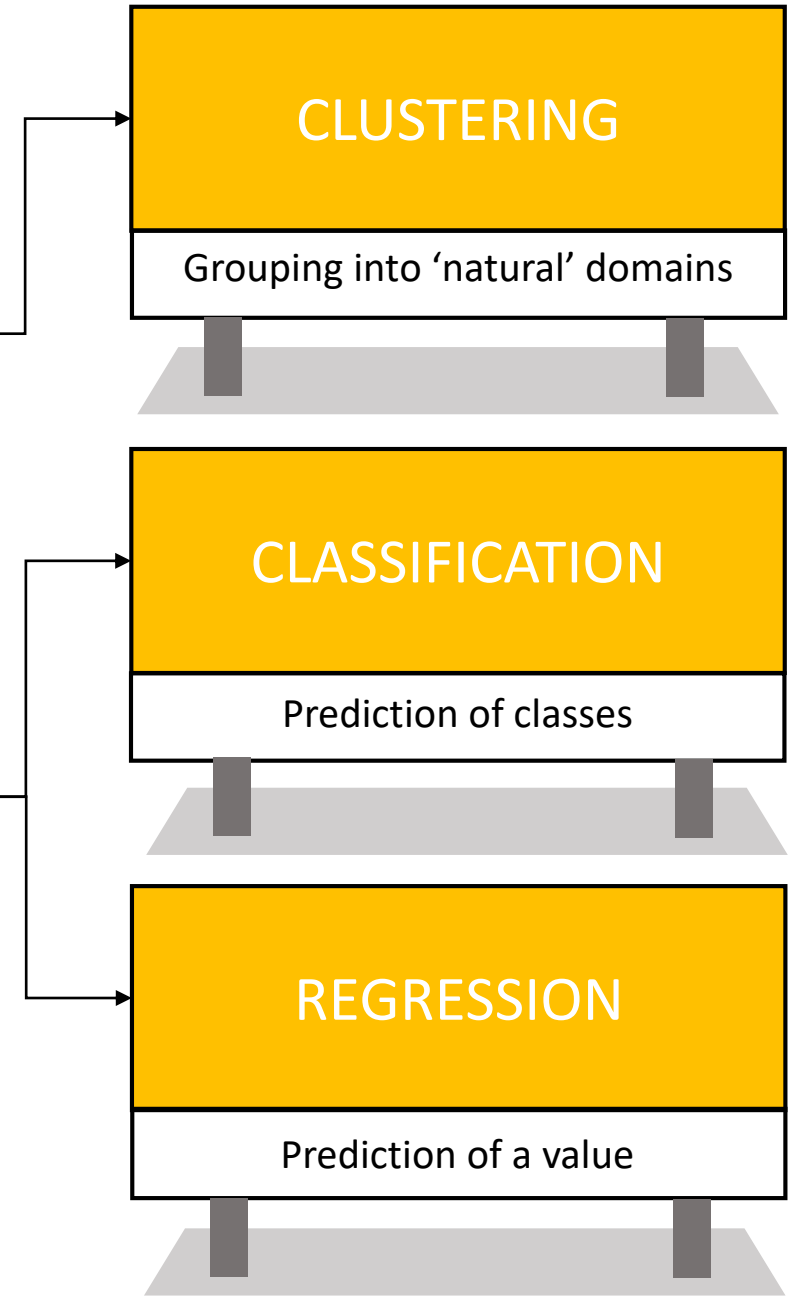 CLUSTERING
Grouping into ‘natural’ domains
CLASSIFICATION
Prediction of classes
REGRESSION
Prediction of a value